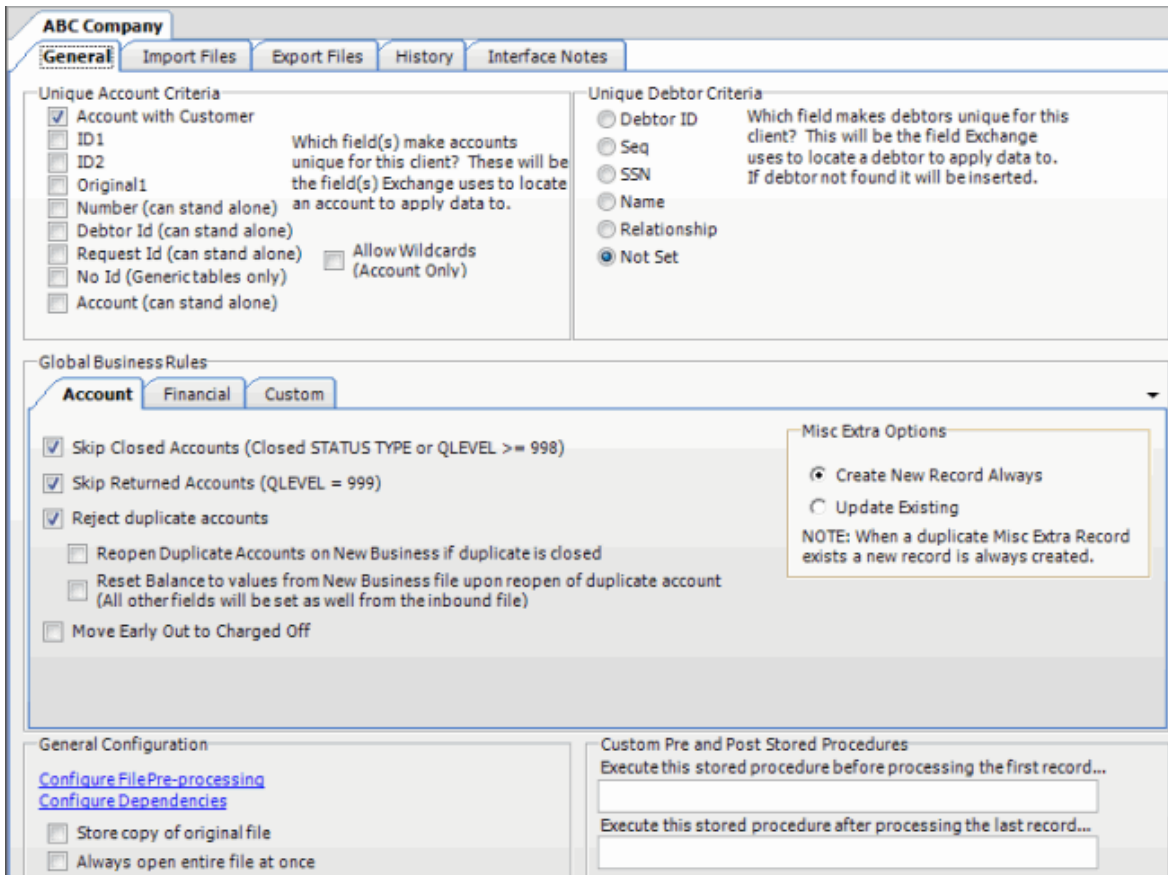 ABC Company
General
Import Files
Export Files
History
Interface Notes
Unique Account Criteria
Account with Customer
ID1
ID2
Original1
Number (can stand alone)
Debtor Id (can stand alone)
Request Id (can stand alone)
No Id (Generic tables only)
Account (can stand alone)
Which field(s) make accounts
unique for this client? These will be
the field(s) Exchange uses to locate
an account to apply data to.
Allow Wildcards
(Account Only)
Unique Debtor Criteria
Debtor ID
Seq
SSN
Name
Relationship
Not Set
Which field makes debtors unique for this
client? This will be the field Exchange
uses to locate a debtor to apply data to.
If debtor not found it will be inserted.
Global Business Rules
Account
Financial
Custom
Skip Closed Accounts (Closed STATUS TYPE or QLEVEL >= 998)
Skip Returned Accounts (QLEVEL = 999)
Reject duplicate accounts
Reopen Duplicate Accounts on New Business if duplicate is closed
Reset Balance to values from New Business file upon reopen of duplicate account
(All other fields will be set as well from the inbound file)
Move Early Out to Charged Off
Misc Extra Options
Create New Record Always
Update Existing
NOTE: When a duplicate Misc Extra Record
exists a new record is always created.
General Configuration
Configure File Pre-processing
Configure Dependencies
Store copy of original file
Always open entire file at once
Custom Pre and Post Stored Procedures
Execute this stored procedure before processing the first record...
Execute this stored procedure after processing the last record...